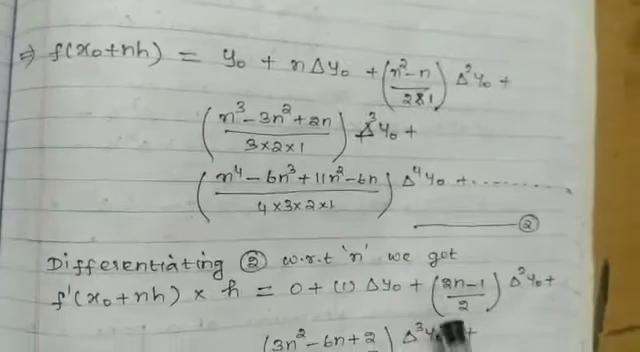 ⇒ f(x₀+nh) = y₀ + nΔy₀ + (n²-n / 2×1) Δ²y₀ +
(n³-3n²+2n / 3×2×1) Δ³y₀ +
(n⁴-6n³+11n²-6n / 4×3×2×1) Δ⁴y₀ + ........
②
Differentiating ② w.r.t 'n' we get
f'(x₀+nh) × h = 0 + (1) Δy₀ + (2n-1 / 2) Δ²y₀ +
(3n²-6n+2 ) Δ³y₀ +